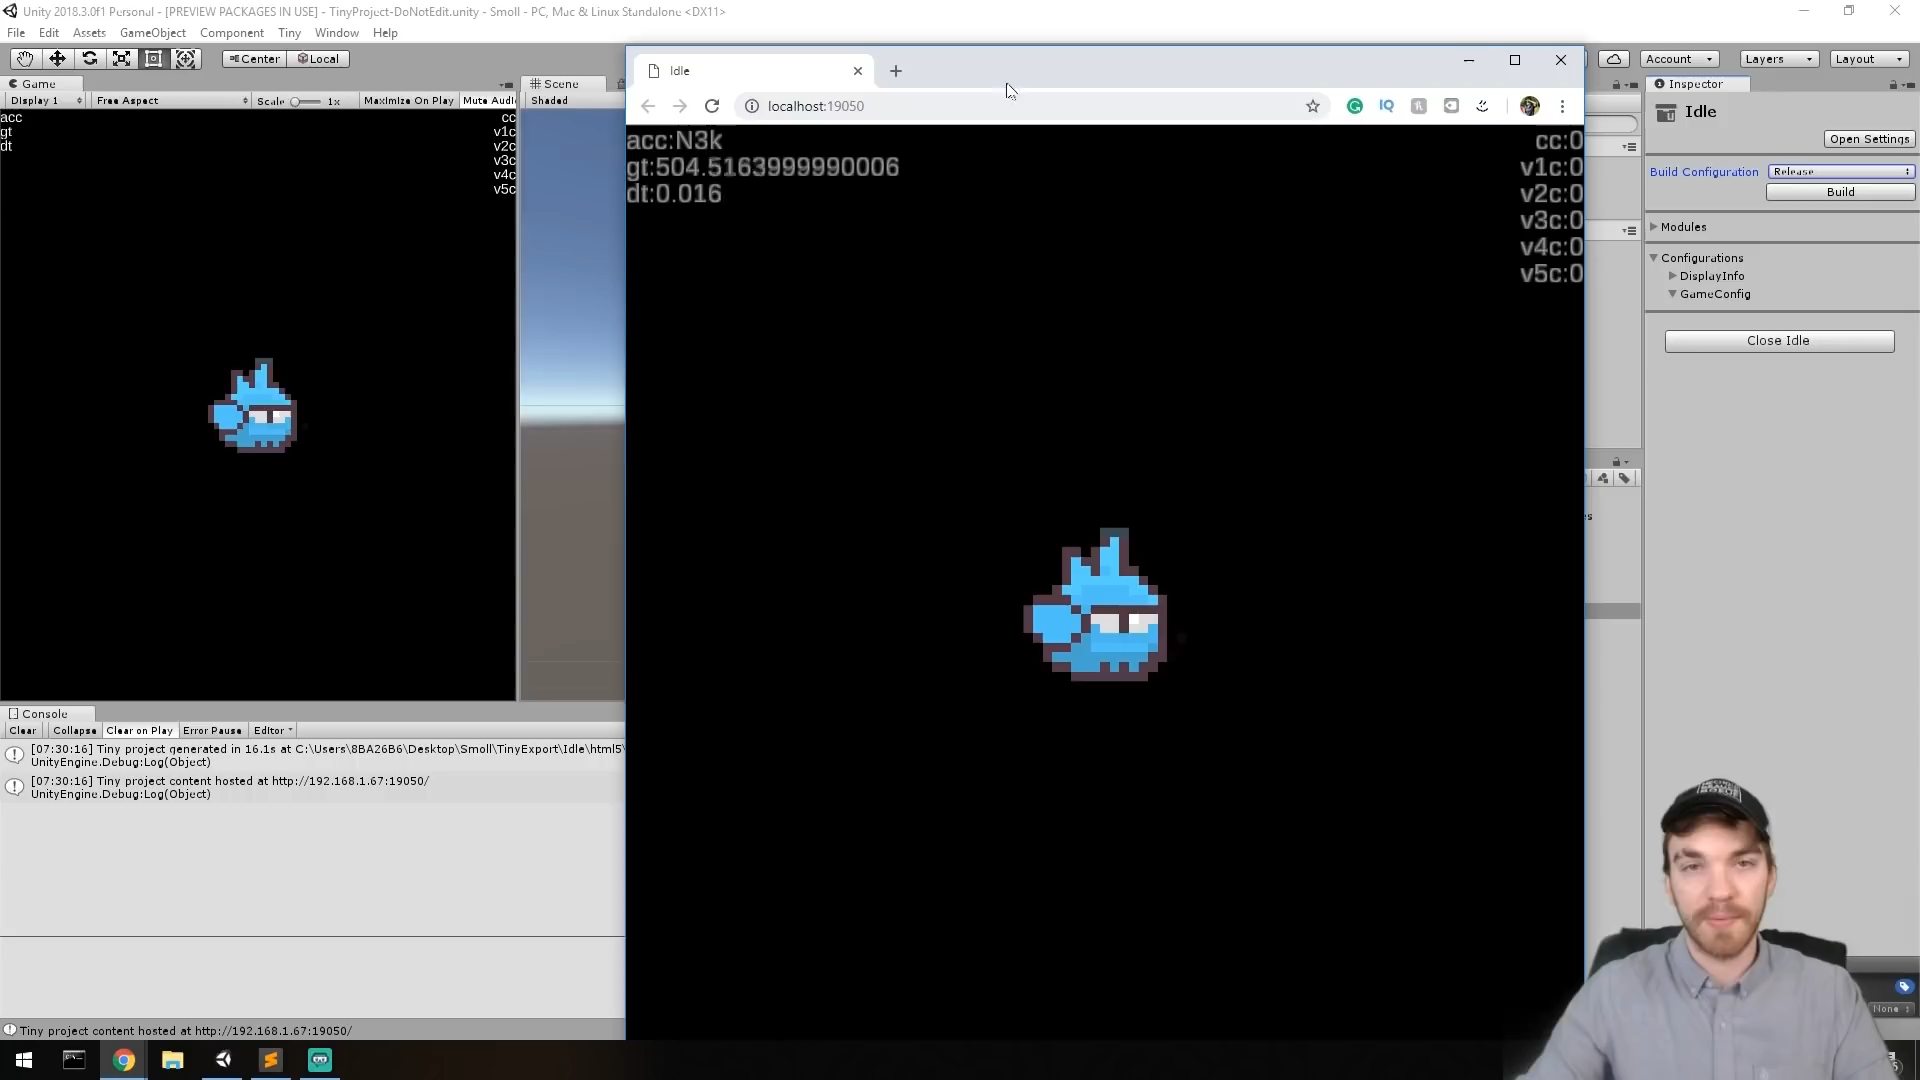 Unity 2018.3.0f1 Personal - [PREVIEW PACKAGES IN USE] - TinyProject-DoNotEdit.unity - Smoll - PC, Mac & Linux Standalone <DX11>
File Edit Assets GameObject Component Tiny Window Help
Center Local
Account Layers Layout
Game
Scene
Display 1 Free Aspect Scale 1x Maximize On Play Mute Audi
Shaded
acc
gt
dt
cc
v1c
v2c
v3c
v4c
v5c
Idle
localhost:19050
acc:N3k
gt:504.5163999990006
dt:0.016
cc:0
v1c:0
v2c:0
v3c:0
v4c:0
v5c:0
Inspector
Idle
Open Settings
Build Configuration Release
Build
Modules
Configurations
DisplayInfo
GameConfig
Close Idle
Console
Clear Collapse Clear on Play Error Pause Editor
[07:30:16] Tiny project generated in 16.1s at C:\Users\8BA26B6\Desktop\Smoll\TinyExport\Idle\html5\
UnityEngine.Debug:Log(Object)
[07:30:16] Tiny project content hosted at http://192.168.1.67:19050/
UnityEngine.Debug:Log(Object)
Tiny project content hosted at http://192.168.1.67:19050/
None